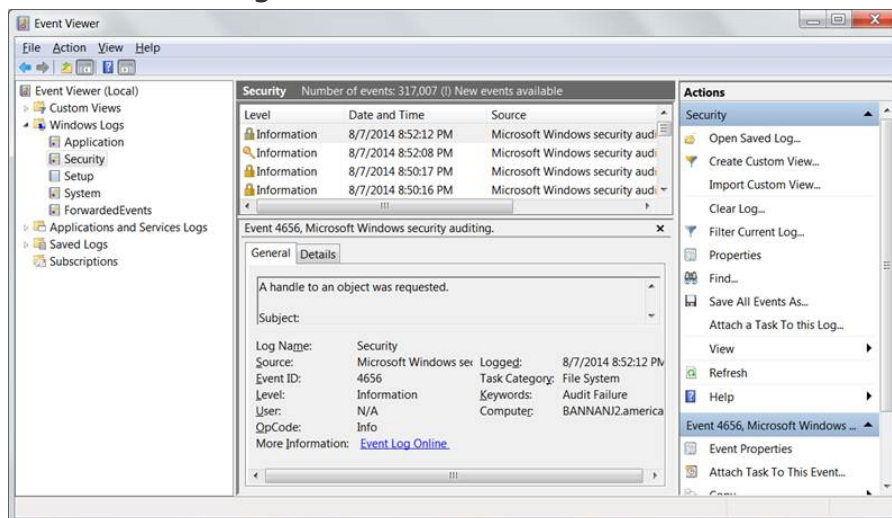 Event Viewer
File Action View Help
Event Viewer (Local)
Custom Views
Windows Logs
Application
Security
Setup
System
ForwardedEvents
Applications and Services Logs
Saved Logs
Subscriptions
Security Number of events: 317,007 (!) New events available
Level Date and Time Source
Information 8/7/2014 8:52:12 PM Microsoft Windows security audi
Information 8/7/2014 8:52:08 PM Microsoft Windows security audi
Information 8/7/2014 8:50:17 PM Microsoft Windows security audi
Information 8/7/2014 8:50:16 PM Microsoft Windows security audi
Event 4656, Microsoft Windows security auditing.
General Details
A handle to an object was requested.
Subject:
Log Name: Security
Source: Microsoft Windows sec Logged: 8/7/2014 8:52:12 PM
Event ID: 4656 Task Category: File System
Level: Information Keywords: Audit Failure
User: N/A Computer: BANNANJ2.america
OpCode: Info
More Information: Event Log Online
Actions
Security
Open Saved Log...
Create Custom View...
Import Custom View...
Clear Log...
Filter Current Log...
Properties
Find...
Save All Events As...
Attach a Task To this Log...
View
Refresh
Help
Event 4656, Microsoft Windows ...
Event Properties
Attach Task To This Event...